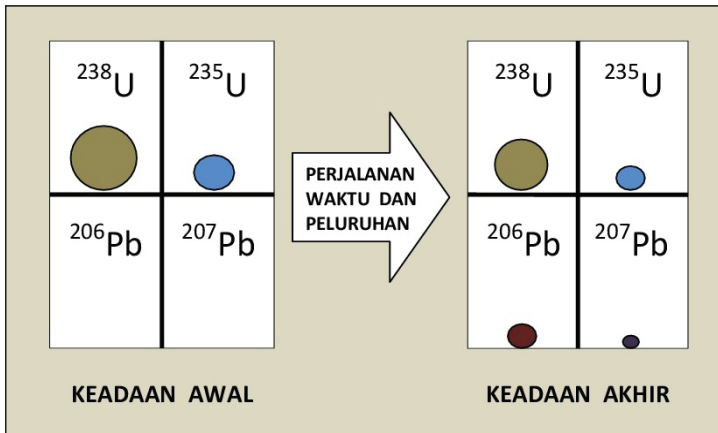 ²³⁸U ²³⁵U
²⁰⁶Pb ²⁰⁷Pb
KEADAAN AWAL
PERJALANAN
WAKTU DAN
PELURUHAN
²³⁸U ²³⁵U
²⁰⁶Pb ²⁰⁷Pb
KEADAAN AKHIR